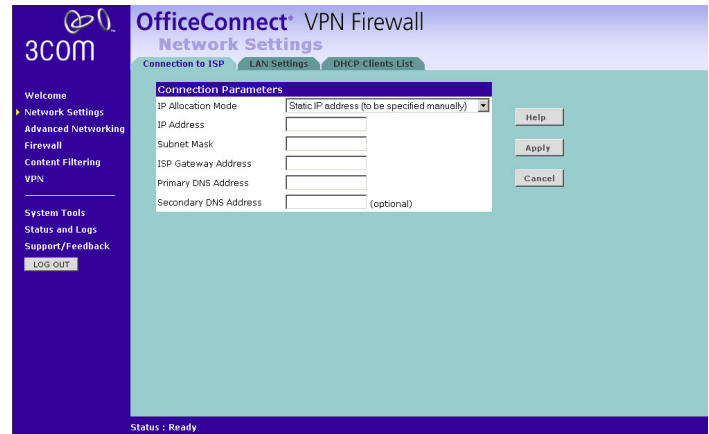 3COM
OfficeConnect® VPN Firewall
Network Settings
Connection to ISP LAN Settings DHCP Clients List
Welcome
Network Settings
Advanced Networking
Firewall
Content Filtering
VPN
System Tools
Status and Logs
Support/Feedback
LOG OUT
Connection Parameters
IP Allocation Mode Static IP address (to be specified manually)
IP Address
Subnet Mask
ISP Gateway Address
Primary DNS Address
Secondary DNS Address (optional)
Help
Apply
Cancel
Status : Ready